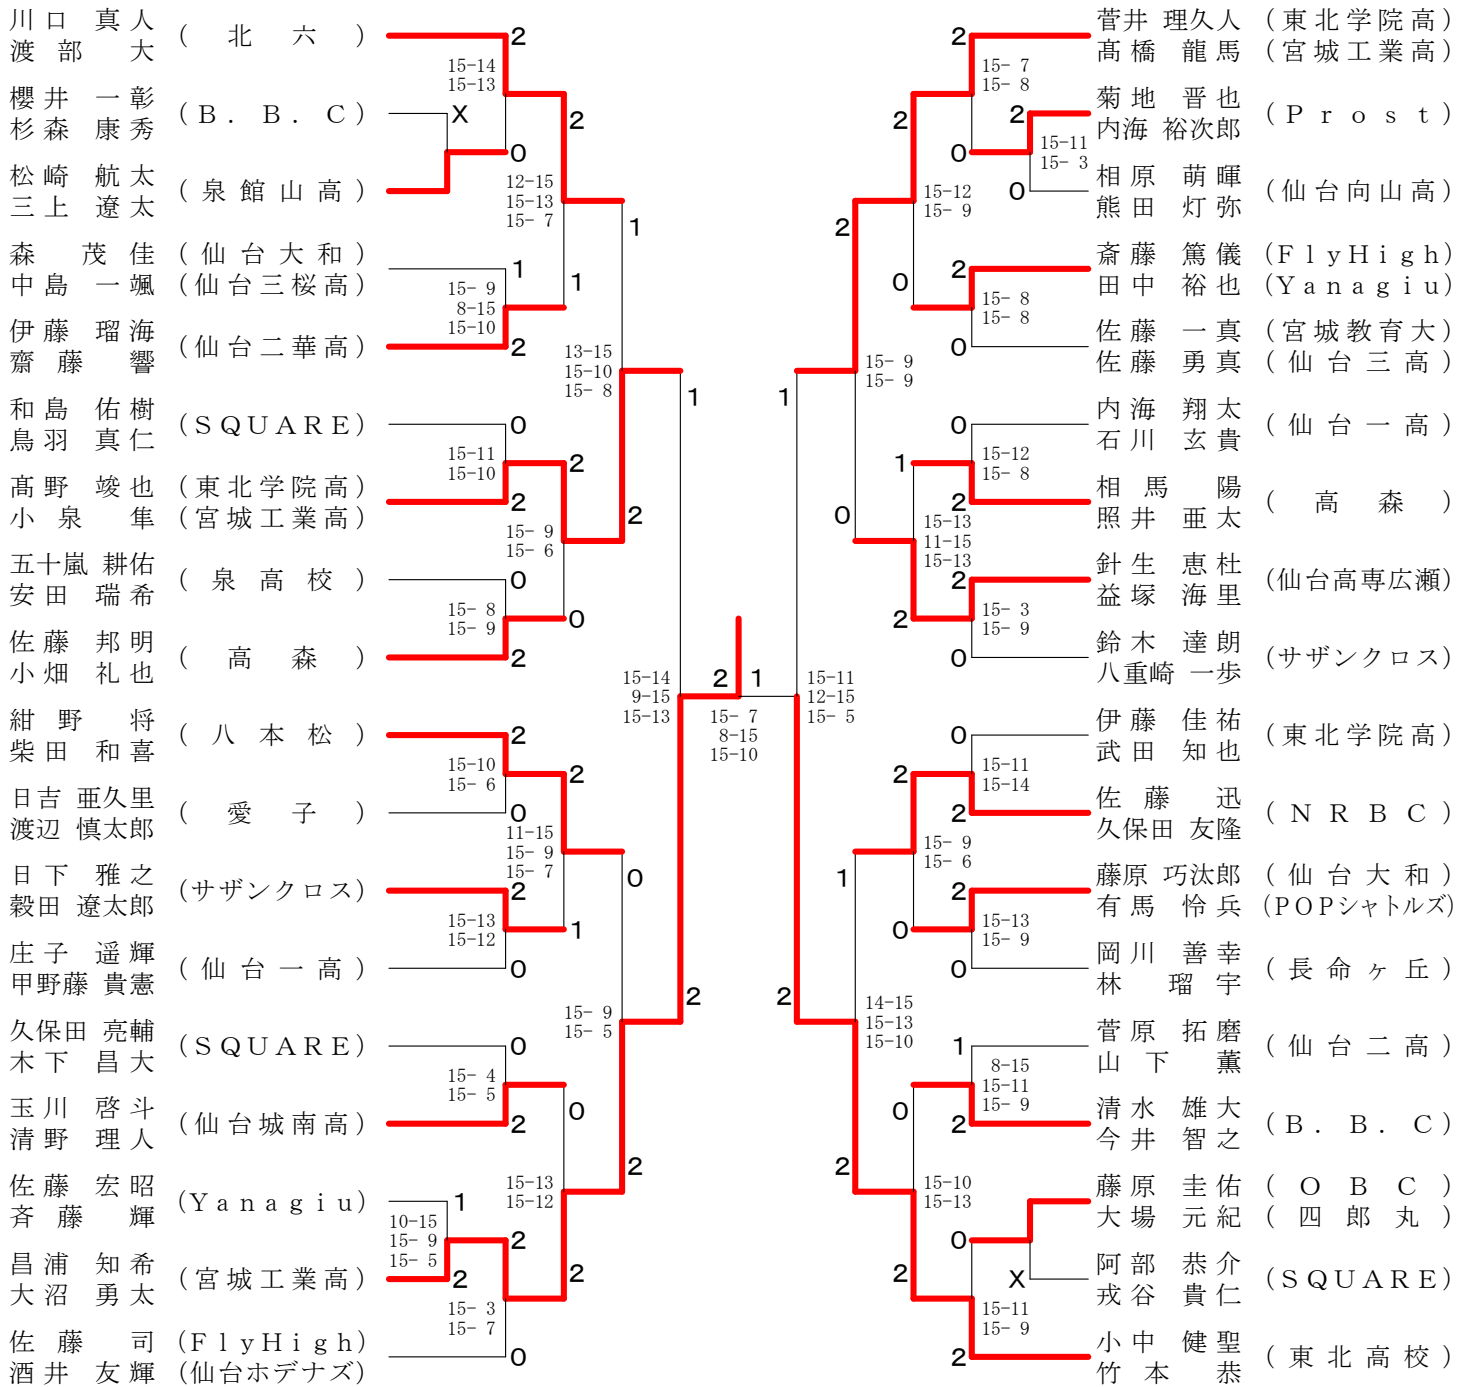 川口 真人
渡部 大
( 北 六 )
櫻井 一彰
杉森 康秀
(B. B. C)
松崎 航太
三上 遼太
(泉館山高)
森 茂佳 (仙台大和)
中島 一颯 (仙台三桜高)
伊藤 瑠海
齋藤 響
(仙台二華高)
和島 佑樹
鳥羽 真仁
(SQUARE)
髙野 竣也 (東北学院高)
小泉 隼 (宮城工業高)
五十嵐 耕佑
安田 瑞希
(泉高校)
佐藤 邦明
小畑 礼也
( 高 森 )
紺野 将
柴田 和喜
(八本松)
日吉 亜久里
渡辺 慎太郎
( 愛 子 )
日下 雅之
穀田 遼太郎
(サザンクロス)
庄子 遥輝
甲野藤 貴憲
(仙台一高)
久保田 亮輔
木下 昌大
(SQUARE)
玉川 啓斗
清野 理人
(仙台城南高)
佐藤 宏昭
斉藤 輝
(Yanagiu)
昌浦 知希
大沼 勇太
(宮城工業高)
佐藤 司 (FlyHigh)
酒井 友輝 (仙台ホデナズ)
2
15-14
15-13
X
0
2
12-15
15-13
15- 7
1
15- 9
8-15
15-10
2
1
1
13-15
15-10
15- 8
0
15-11
15-10
2
2
15- 9
15- 6
2
0
15- 8
15- 9
2
0
1
15-14
9-15
15-13
2
15-10
15- 6
0
2
11-15
15- 9
15- 7
0
2
15-13
15-12
0
1
15- 9
15- 5
2
0
15- 4
15- 5
2
0
15-13
15-12
2
1
10-15
15- 9
15- 5
2
2
15- 3
15- 7
0
2
2 1
15- 7
8-15
15-10
菅井 理久人 (東北学院高)
髙橋 龍馬 (宮城工業高)
菊地 晋也
内海 裕次郎
(Prost)
相原 萌暉
熊田 灯弥
(仙台向山高)
斎藤 篤儀 (FlyHigh)
田中 裕也 (Yanagiu)
佐藤 一真 (宮城教育大)
佐藤 勇真 (仙台三高)
内海 翔太
石川 玄貴
(仙台一高)
相馬 陽
照井 亜太
( 高 森 )
針生 恵杜
益塚 海里
(仙台高専広瀬)
鈴木 達朗
八重崎 一歩
(サザンクロス)
伊藤 佳祐
武田 知也
(東北学院高)
佐藤 迅
久保田 友隆
(NRBC)
藤原 巧汰郎 (仙台大和)
有馬 怜兵 (POPシャトルズ)
岡川 善幸
林 瑠宇
(長命ヶ丘)
菅原 拓磨
山下 薫
(仙台二高)
清水 雄大
今井 智之
(B. B. C)
藤原 圭佑 (OBC)
大場 元紀 (四郎丸)
阿部 恭介
戎谷 貴仁
(SQUARE)
小中 健聖
竹本 恭
(東北高校)
2
15- 7
15- 8
2
15-11
15- 3
0
0
2
15-12
15- 9
2
15- 8
15- 8
0
0
2
15- 9
15- 9
0
15-12
15- 8
2
1
15-13
11-15
15-13
0
2
15- 3
15- 9
0
2
1
15-11
12-15
15- 5
0
15-11
15-14
2
2
15- 9
15- 6
1
2
15-13
15- 9
0
0
2
14-15
15-13
15-10
1
8-15
15-11
15- 9
2
0
15-10
15-13
2
0
X
2
15-11
15- 9
2